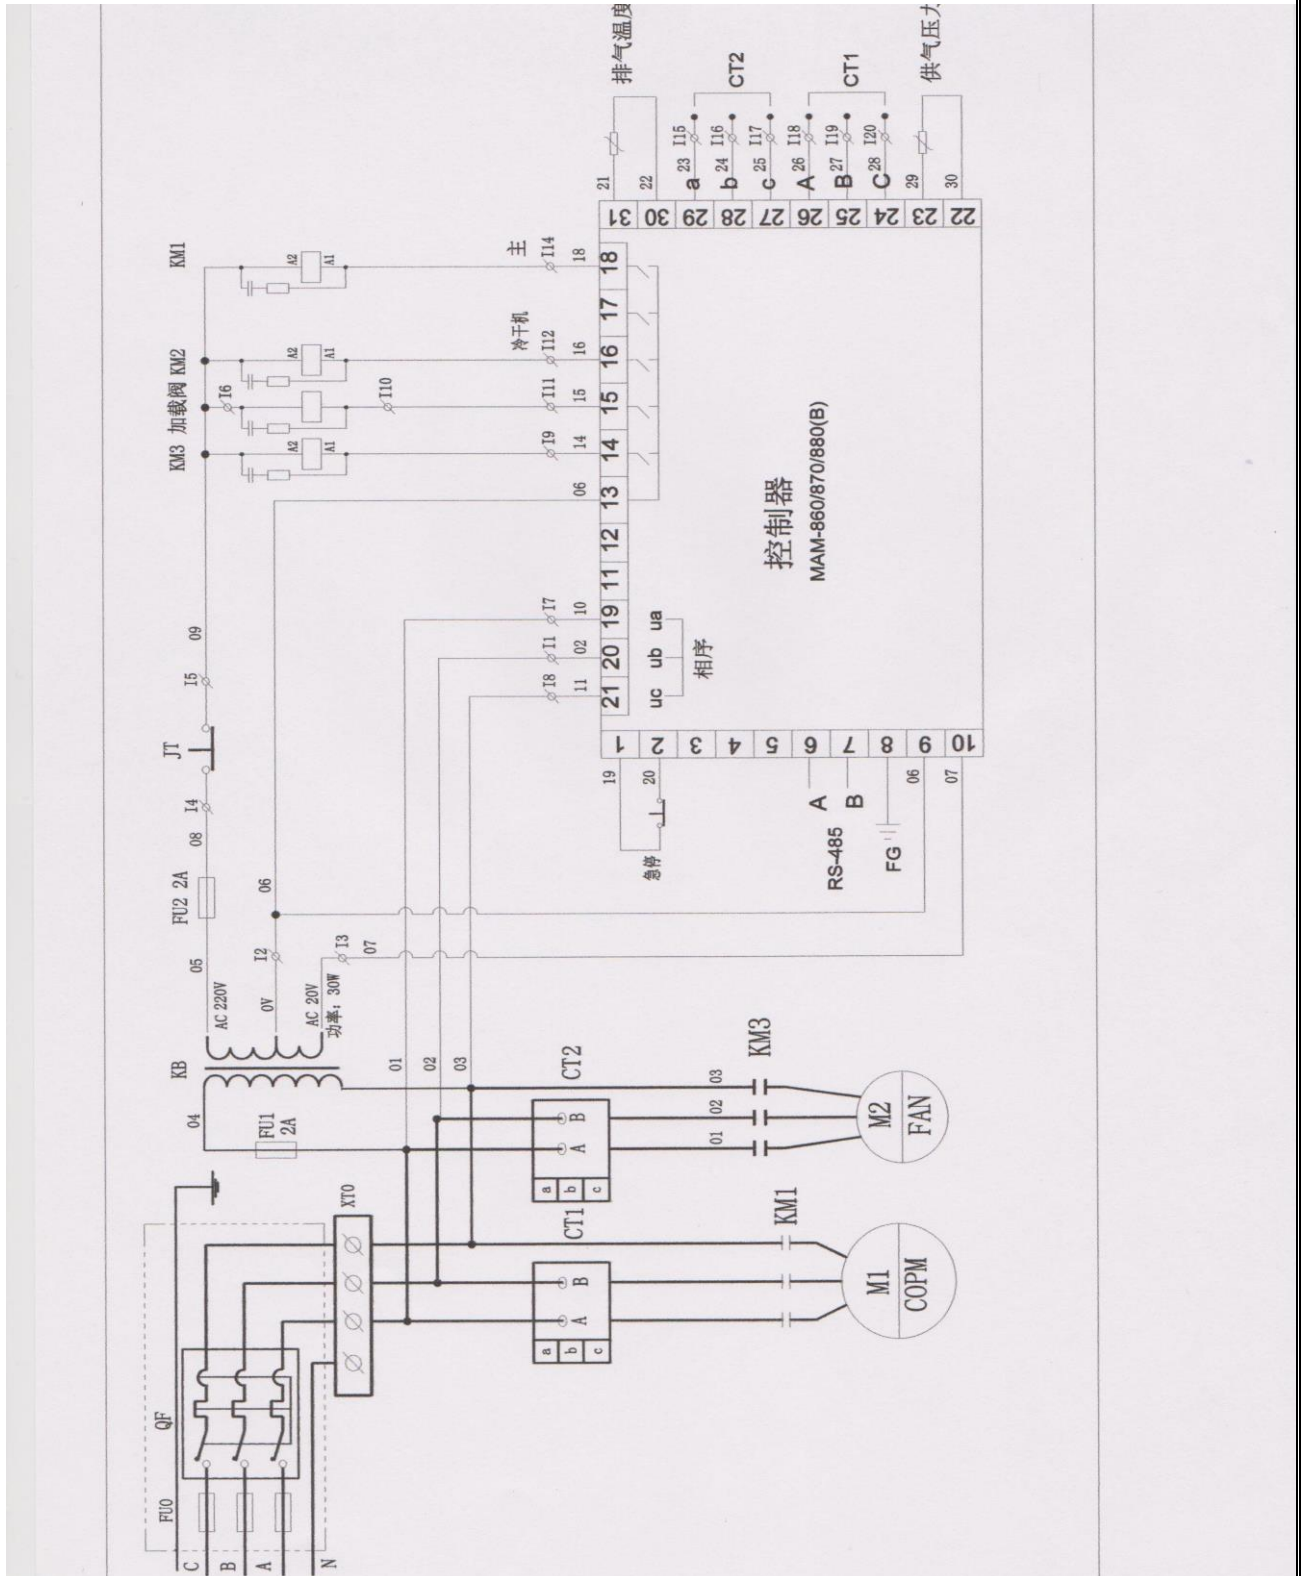 FU0
QF
C
B
A
N
XT0
04
FU1
2A
KB
AC 220V
0V
AC 20V
功率: 30W
05
FU2 2A
08
I4
JT
I5
09
I2
06
I3
07
KM3
加载阀
KM2
KM1
A2
A1
I6
A2
A1
A2
A1
I10
冷干机
主
01
02
03
I8
I1
I7
I9
I11
I12
I14
11
02
10
06
14
15
16
18
21 20 19 11 12 13 14 15 16 17 18
uc ub ua
相序
CT1
a
b
c
A
B
CT2
a
b
c
A
B
01
02
03
KM1
KM3
M1
COPM
M2
FAN
急停
19
20
RS-485
A
B
FG
06
07
1
2
3
4
5
6
7
8
9
10
控制器
MAM-860/870/880(B)
31
30
29
28
27
26
25
24
23
22
21
22
排气温度
a 23 I15
b 24 I16
c 25 I17
CT2
A 26 I18
B 27 I19
C 28 I20
CT1
29
30
供气压力